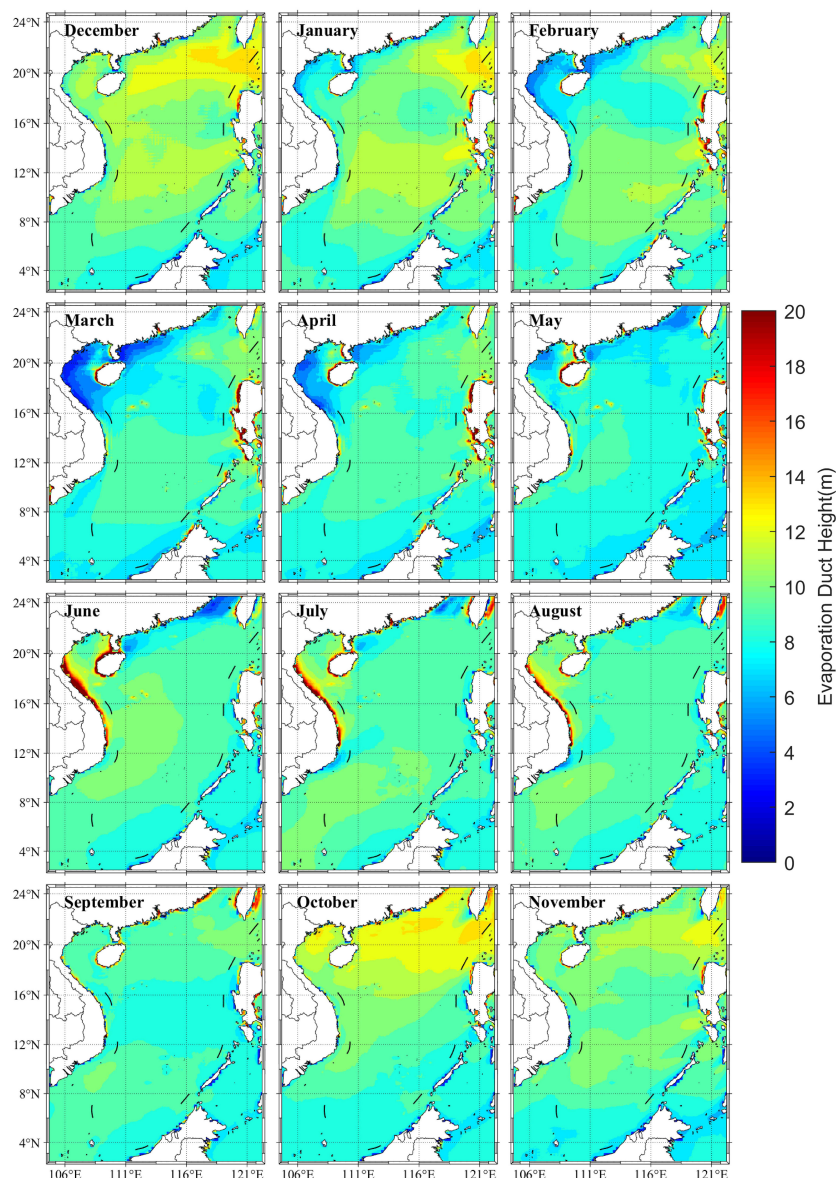 24°N
20°N
16°N
12°N
8°N
4°N
December
January
February
24°N
20°N
16°N
12°N
8°N
4°N
March
April
May
24°N
20°N
16°N
12°N
8°N
4°N
June
July
August
24°N
20°N
16°N
12°N
8°N
4°N
September
October
November
106°E 111°E 116°E 121°E
106°E 111°E 116°E 121°E
106°E 111°E 116°E 121°E
20
18
16
14
12
10
8
6
4
2
0
Evaporation Duct Height(m)